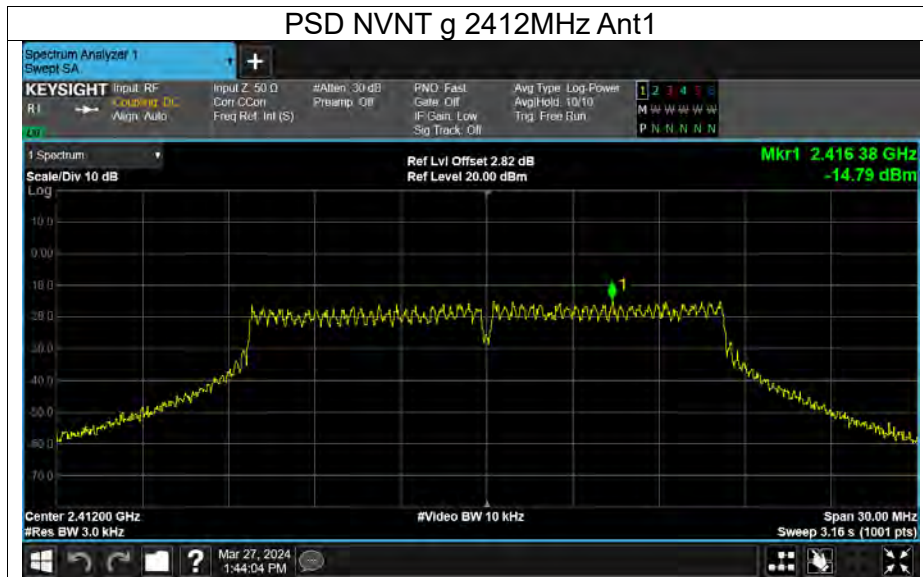 PSD NVNT g 2412MHz Ant1
Spectrum Analyzer 1
Swept SA
+
KEYSIGHT Input: RF Input Z: 50 Ω #Atten: 30 dB PNO: Fast Avg Type: Log-Power 1 2 3 4 5 6
Coupling: DC Corr CCorr Preamp: Off Gate: Off Avg|Hold: 10/10 M W W W W W W
Align: Auto Freq Ref: Int (S) IF Gain: Low Trig: Free Run
Sig Track: Off P N N N N N N
1 Spectrum
Ref Lvl Offset 2.82 dB Mkr1 2.416 38 GHz
Scale/Div 10 dB Ref Level 20.00 dBm -14.79 dBm
Log
10.0
0.00
-10.0
1
-20.0
-30.0
-40.0
-50.0
-60.0
-70.0
Center 2.41200 GHz #Video BW 10 kHz Span 30.00 MHz
#Res BW 3.0 kHz Sweep 3.16 s (1001 pts)
? Mar 27, 2024
1:44:04 PM